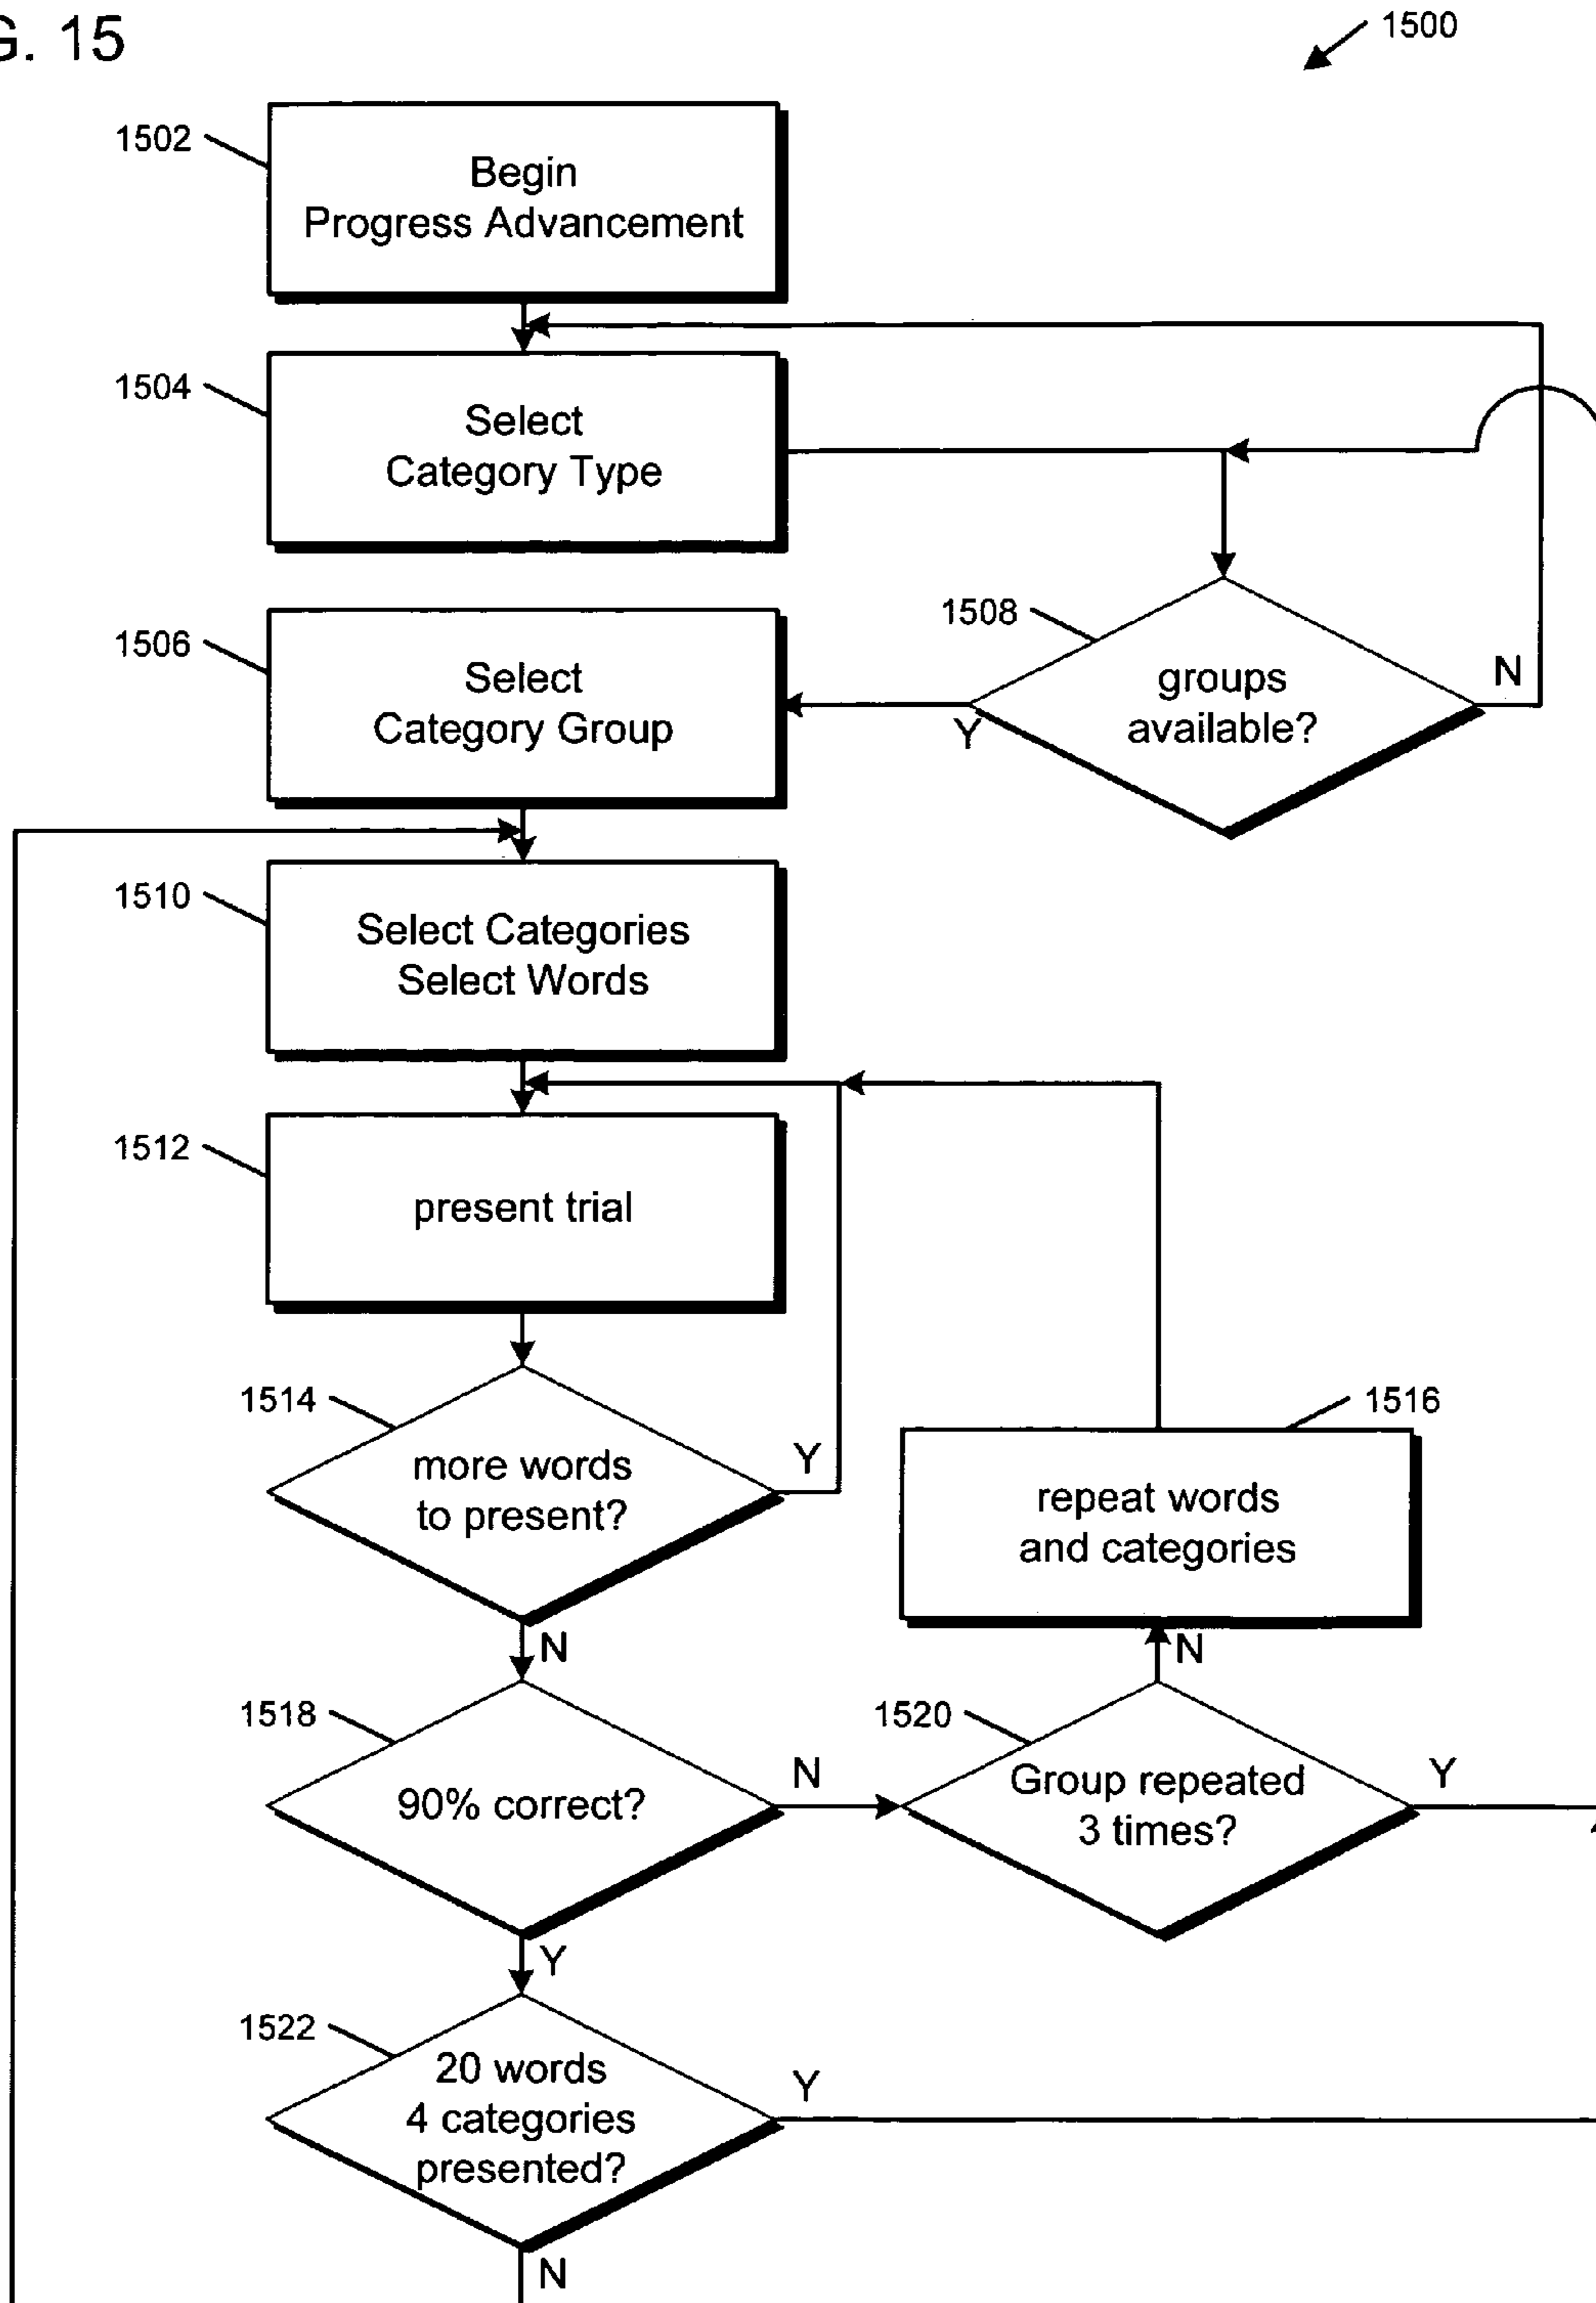 G. 15
1500
1502
Begin
Progress Advancement
1504
Select
Category Type
1506
Select
Category Group
1508
groups
available?
N
Y
1510
Select Categories
Select Words
1512
present trial
1514
more words
to present?
Y
N
1516
repeat words
and categories
N
1518
90% correct?
N
Y
1520
Group repeated
3 times?
Y
1522
20 words
4 categories
presented?
Y
N